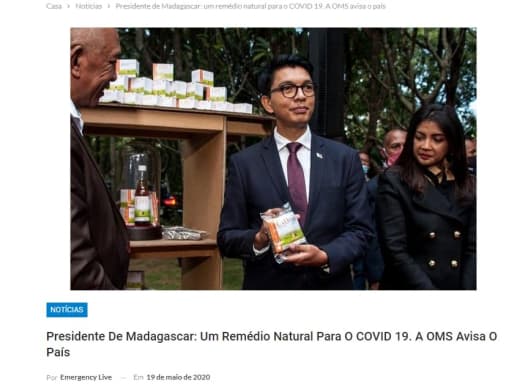 Casa > Notícias > Presidente de Madagascar: um remédio natural para o COVID 19. A OMS avisa o país
NOTÍCIAS
Presidente De Madagascar: Um Remédio Natural Para O COVID 19. A OMS Avisa O
País
Por Emergency Live — Em 19 de maio de 2020